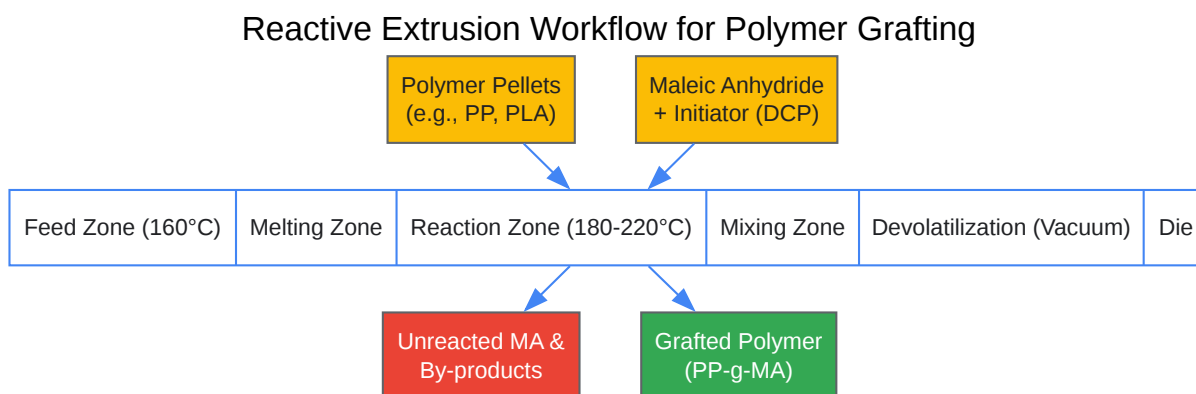 Reactive Extrusion Workflow for Polymer Grafting
Polymer Pellets
(e.g., PP, PLA)
Maleic Anhydride
+ Initiator (DCP)
Feed Zone (160°C)
Melting Zone
Reaction Zone (180-220°C)
Mixing Zone
Devolatilization (Vacuum)
Die
Unreacted MA &
By-products
Grafted Polymer
(PP-g-MA)